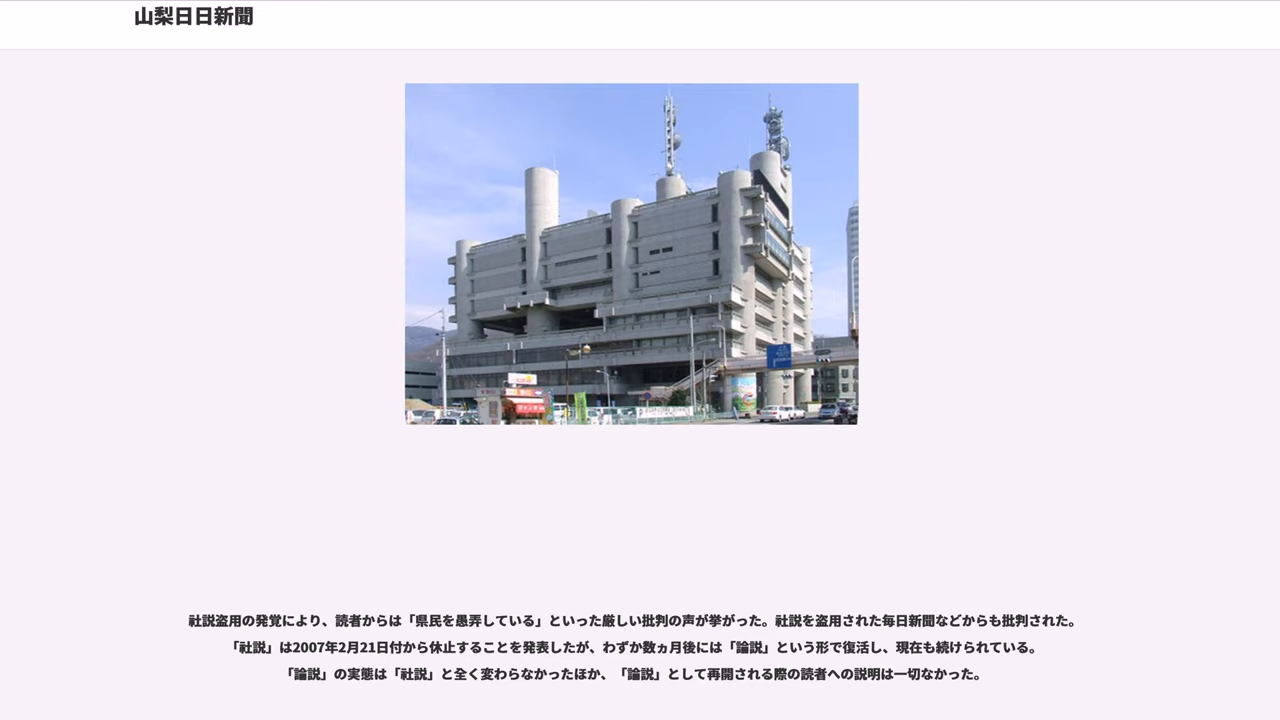 山梨日日新聞
社説盗用の発覚により、読者からは「県民を愚弄している」といった厳しい批判の声が挙がった。社説を盗用された毎日新聞などからも批判された。
「社説」は2007年2月21日付から休止することを発表したが、わずか数ヵ月後には「論説」という形で復活し、現在も続けられている。
「論説」の実態は「社説」と全く変わらなかったほか、「論説」として再開される際の読者への説明は一切なかった。